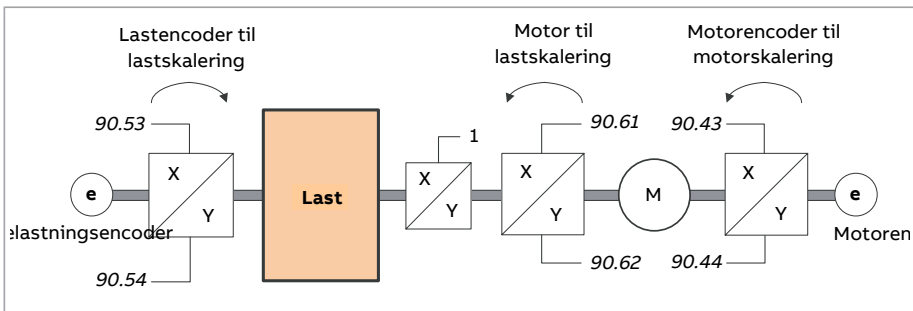 Lastencoder til
lastskalering
Motor til
lastskalering
Motorencoder til
motorskalering
90.53
1
90.61
90.43
X
Y
X
Y
X
Y
X
Y
e
Last
M
e
elastningsencoder
Motoren
90.54
90.62
90.44